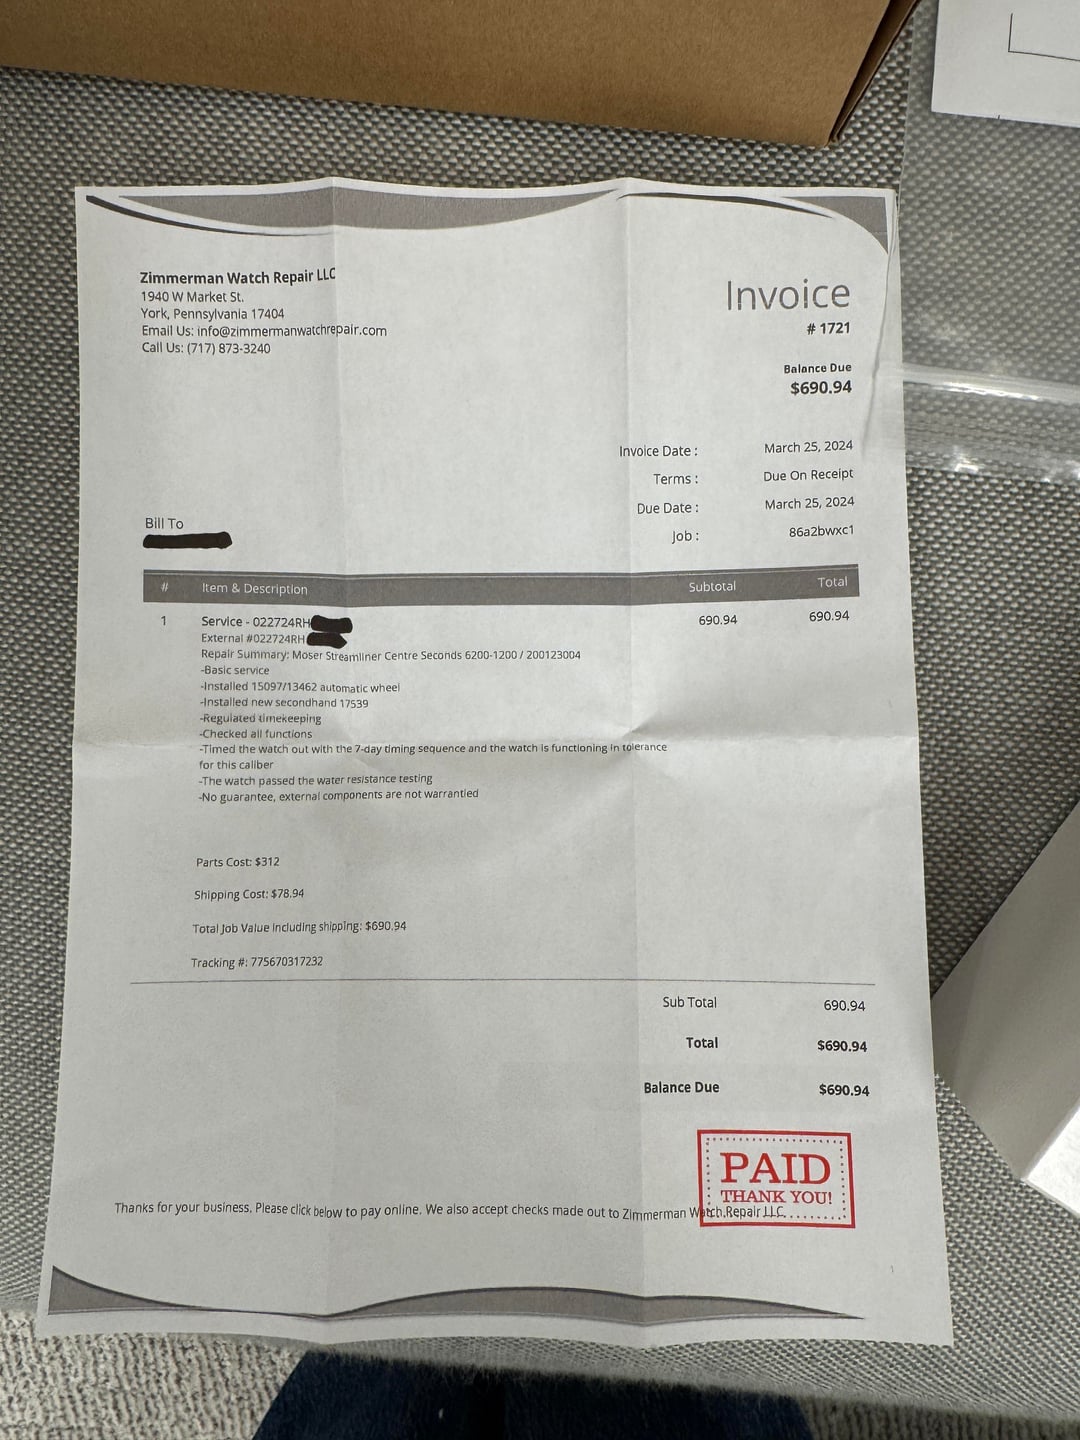 Zimmerman Watch Repair LLC
1940 W Market St.
York, Pennsylvania 17404
Email Us: info@zimmermanwatchrepair.com
Call Us: (717) 873-3240
Invoice
# 1721
Balance Due
$690.94
Invoice Date : March 25, 2024
Terms : Due On Receipt
Due Date : March 25, 2024
Job : 86a2bwxc1
Bill To
# Item & Description Subtotal Total
1 Service - 022724RH 690.94 690.94
External #022724RH
Repair Summary: Moser Streamliner Centre Seconds 6200-1200 / 200123004
-Basic service
-Installed 15097/13462 automatic wheel
-Installed new secondhand 17539
-Regulated timekeeping
-Checked all functions
-Timed the watch out with the 7-day timing sequence and the watch is functioning in tolerance
for this caliber
-The watch passed the water resistance testing
-No guarantee, external components are not warrantied
Parts Cost: $312
Shipping Cost: $78.94
Total Job Value including shipping: $690.94
Tracking #: 775670317232
Sub Total 690.94
Total $690.94
Balance Due $690.94
PAID
THANK YOU!
Thanks for your business. Please click below to pay online. We also accept checks made out to Zimmerman Watch Repair LLC
1